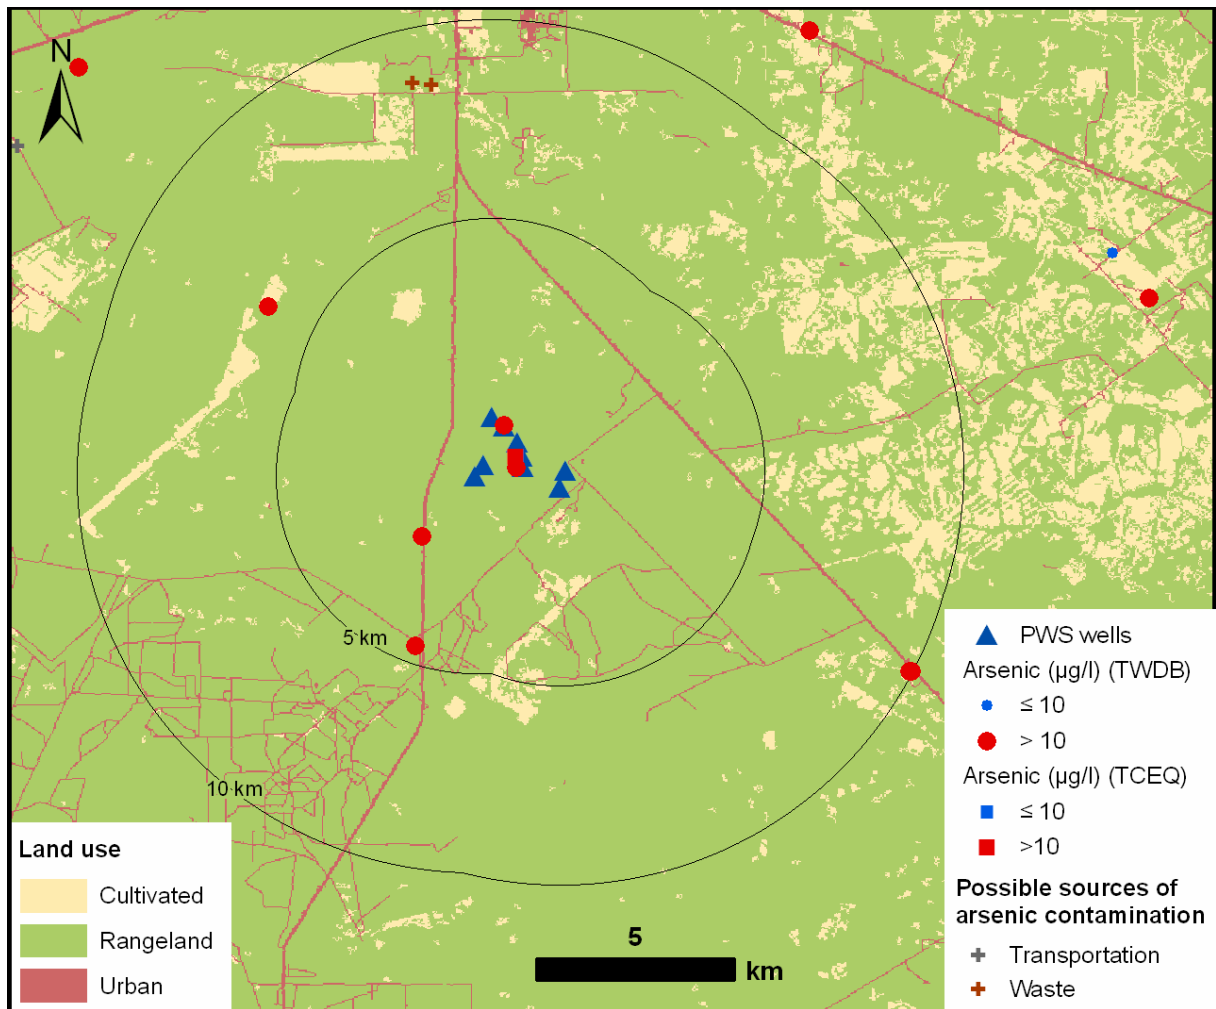 N
5 km
10 km
Land use
Cultivated
Rangeland
Urban
5
km
PWS wells
Arsenic (µg/l) (TWDB)
≤ 10
> 10
Arsenic (µg/l) (TCEQ)
≤ 10
>10
Possible sources of
arsenic contamination
Transportation
Waste